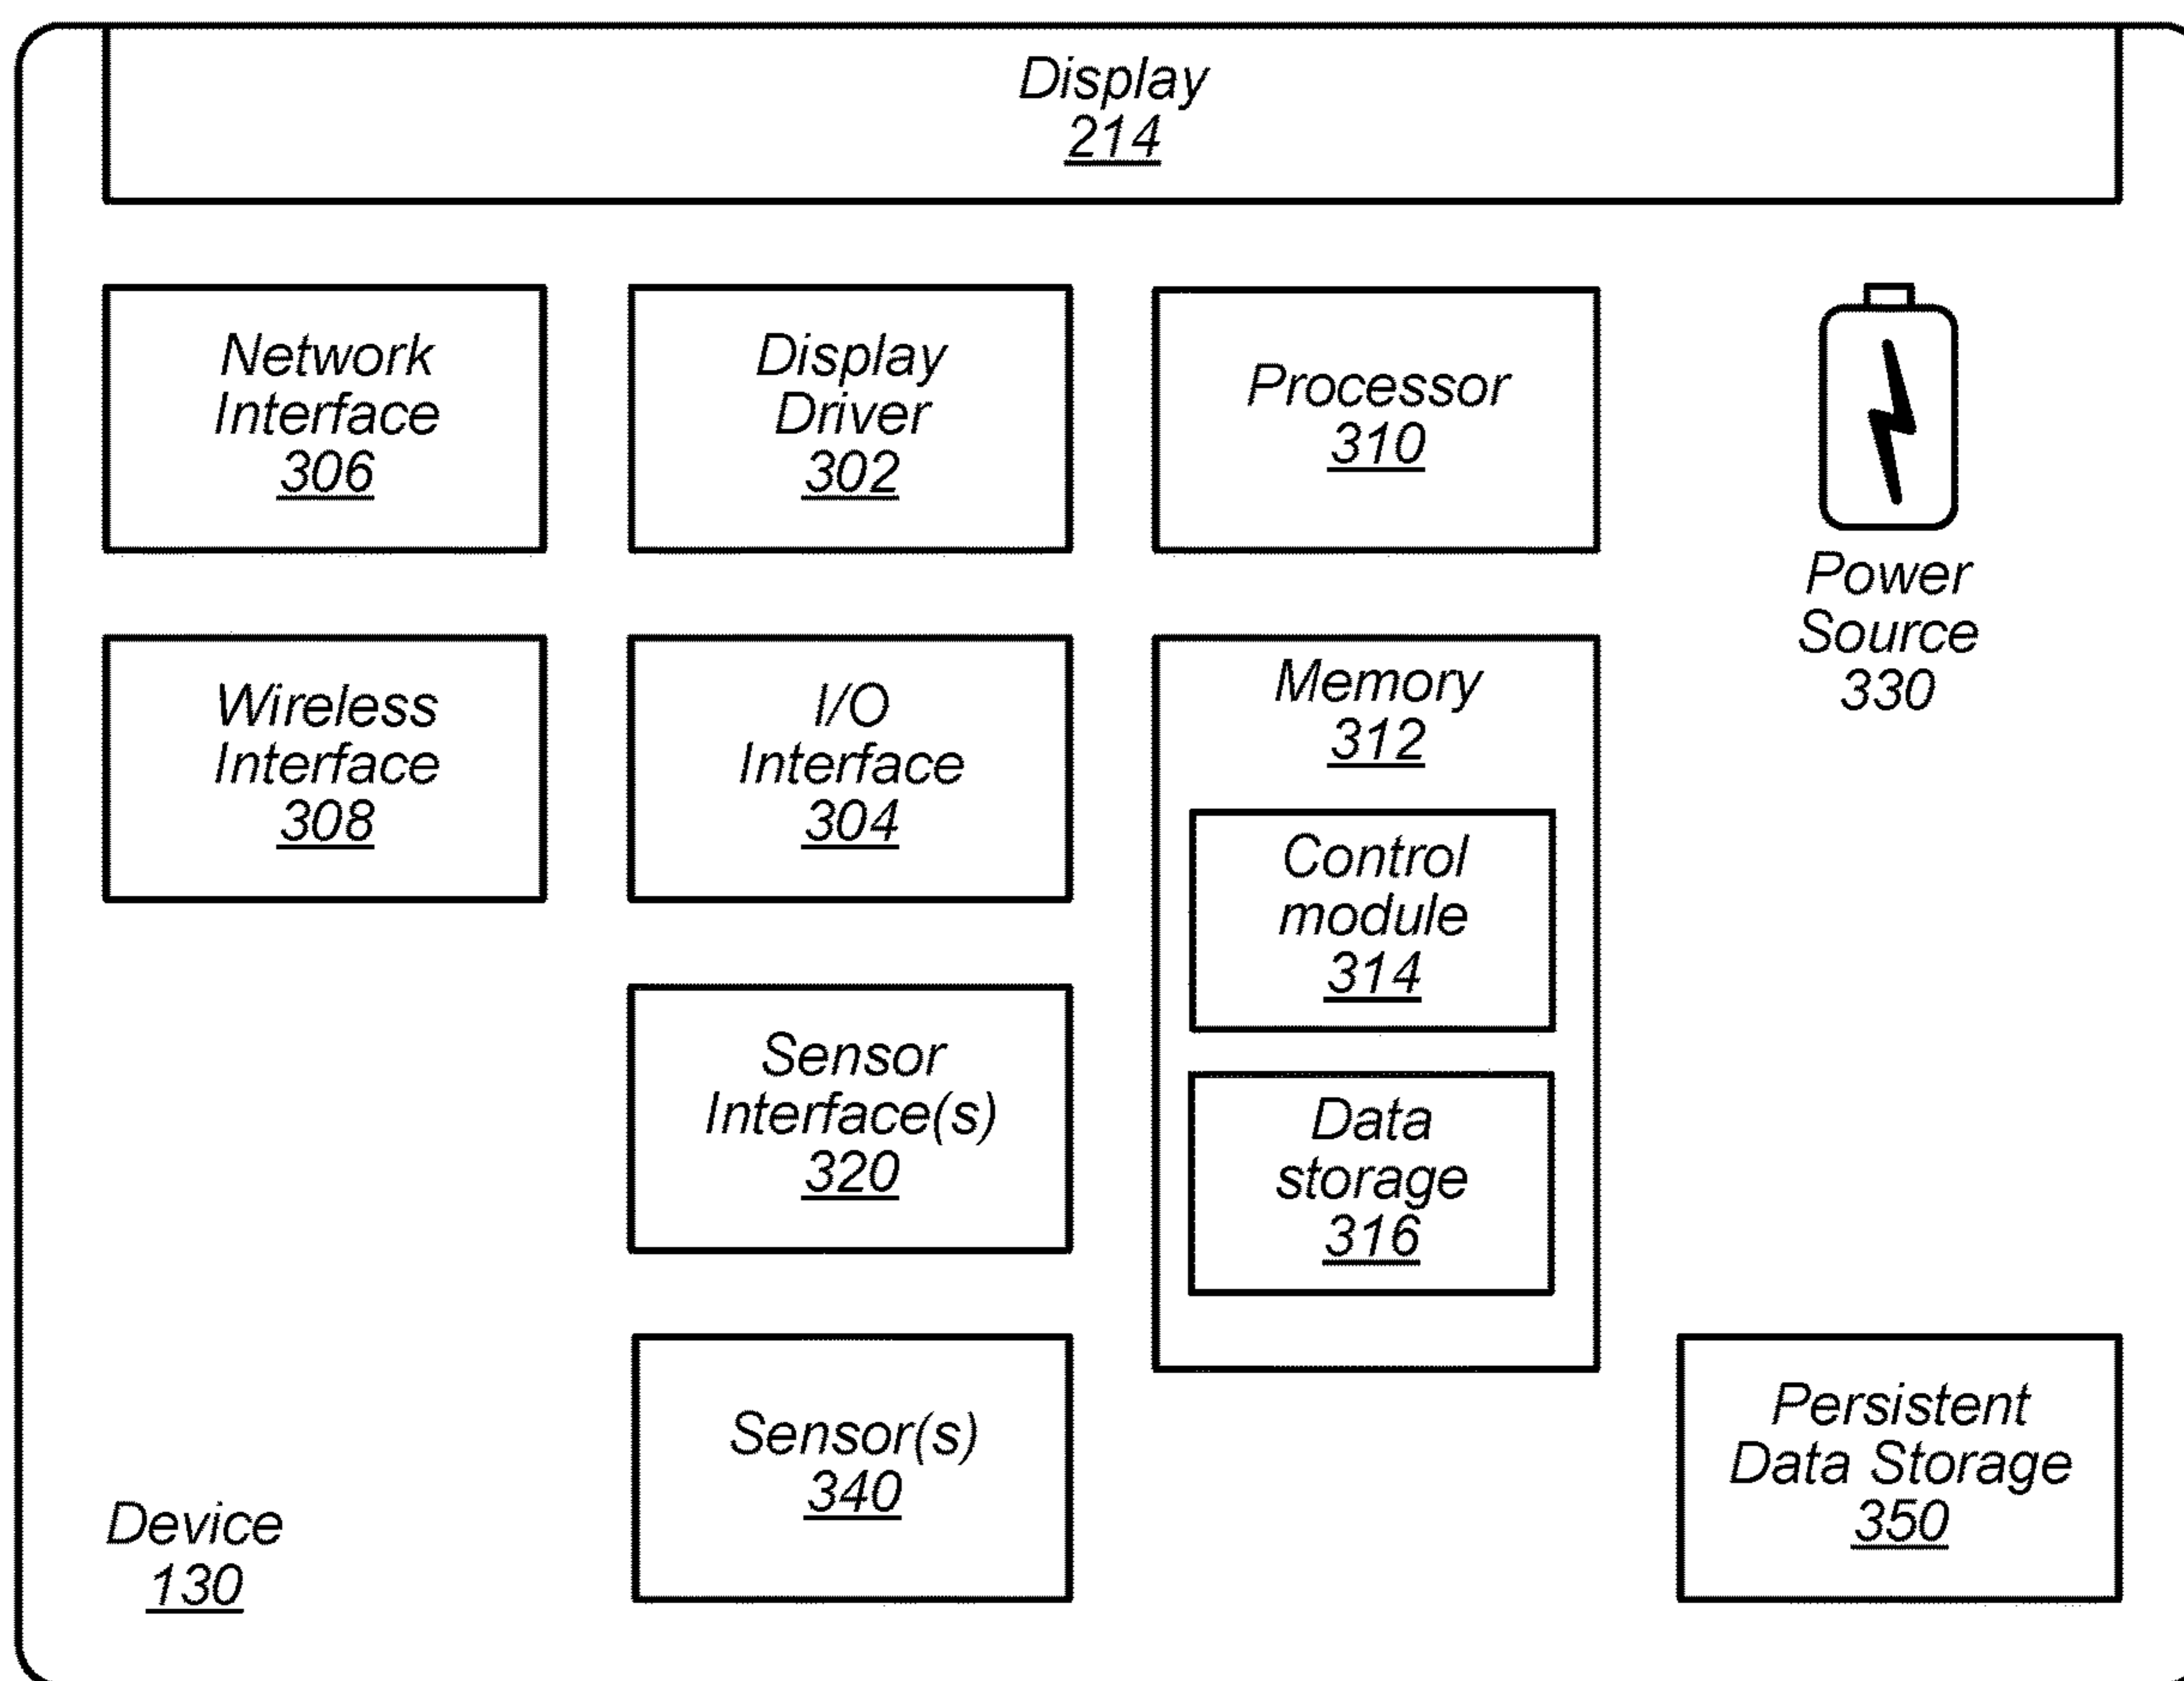 Display
214
Network
Interface
306
Display
Driver
302
Processor
310
Power
Source
330
Wireless
Interface
308
I/O
Interface
304
Memory
312
Control
module
314
Data
storage
316
Sensor
Interface(s)
320
Sensor(s)
340
Persistent
Data Storage
350
Device
130